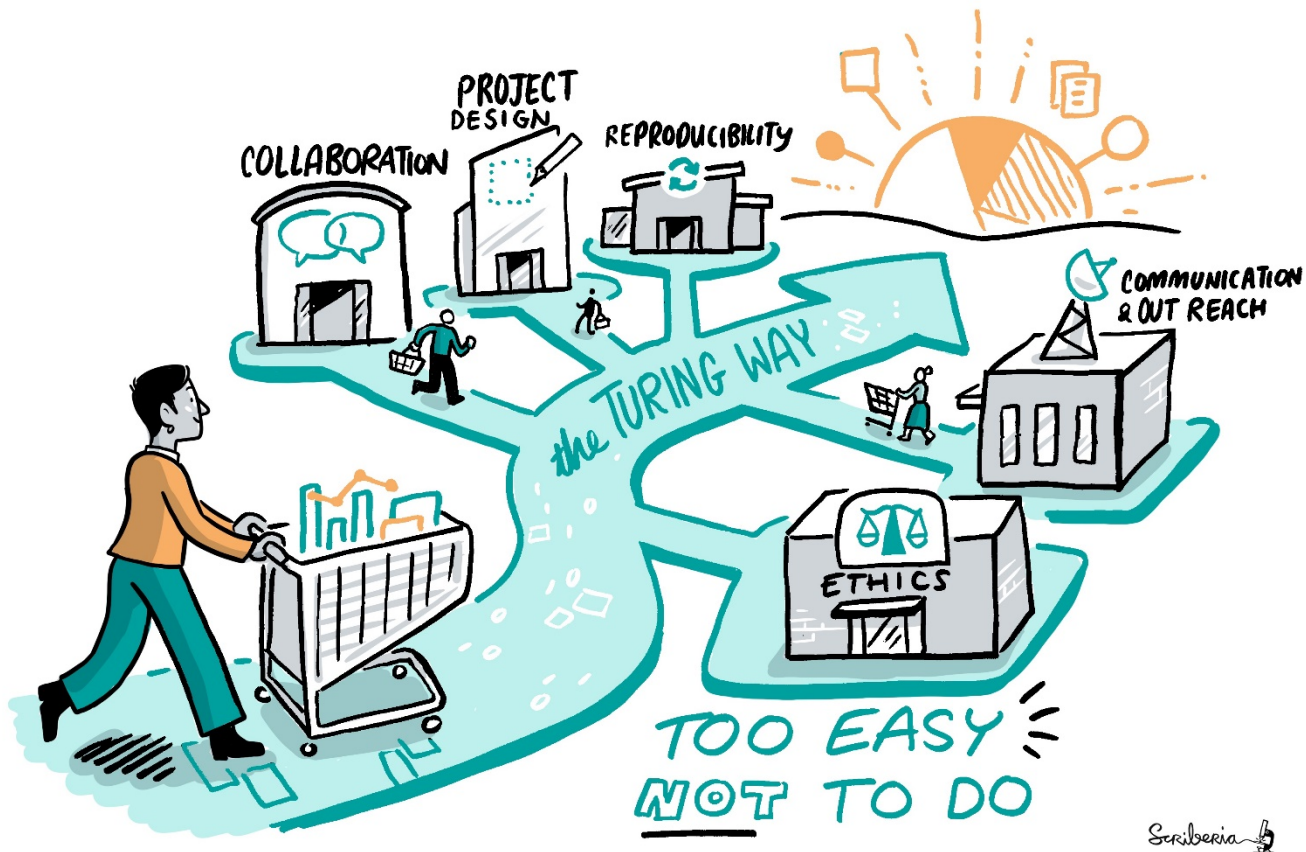 PROJECT
DESIGN
REPRODUCIBILITY
COLLABORATION
COMMUNICATION
& OUT REACH
the TURING WAY
ETHICS
TOO EASY
NOT TO DO
Scriberia